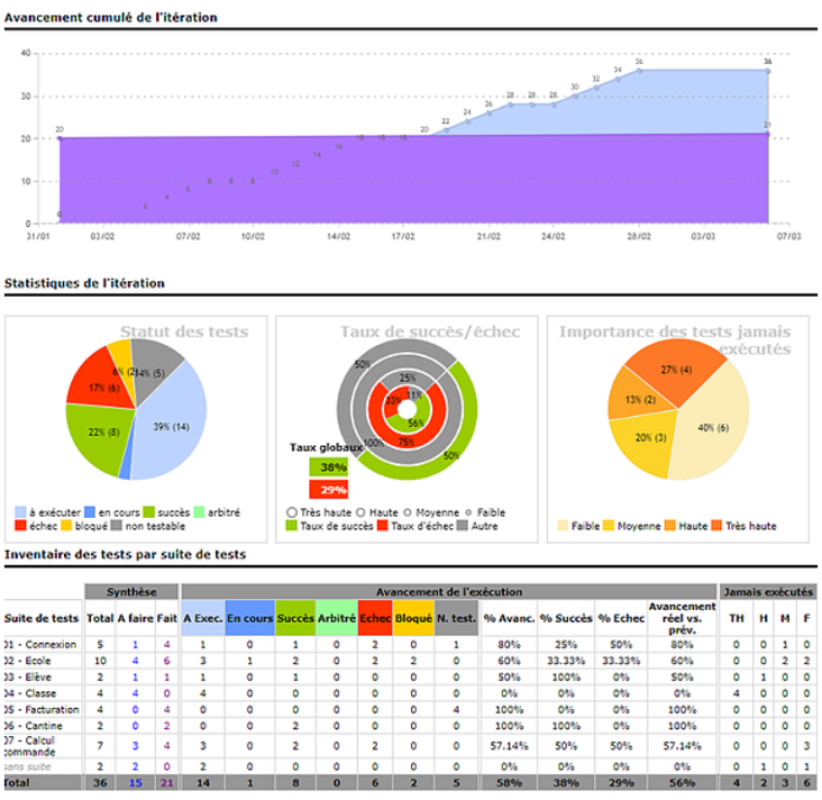 Avancement cumulé de l'itération
40
30
20
10
0
20
0
2
4
6
8
8
8
10
12
14
16
18
18
18
20
22
24
26
28
28
28
30
32
34
36
36
21
31/01 03/02 07/02 10/02 14/02 17/02 21/02 24/02 28/02 03/03 07/03
Statistiques de l'itération
Statut des tests
14% (5)
17% (6)
22% (8)
39% (14)
à exécuter en cours succès arbitré
échec bloqué non testable
Taux de succès/échec
50%
25%
11%
33%
56%
75%
100%
50%
Taux globaux
38%
29%
Très haute Haute Moyenne Faible
Taux de succès Taux d'échec Autre
Importance des tests jamais
exécutés
27% (4)
13% (2)
40% (6)
20% (3)
Faible Moyenne Haute Très haute
Inventaire des tests par suite de tests
Synthèse Avancement de l'exécution Jamais exécutés
Suite de tests Total A faire Fait A Exec. En cours Succès Arbitré Echec Bloqué N. test. % Avanc. % Succès % Echec Avancement réel vs. prév. TH H M F
01 - Connexion 5 1 4 1 0 1 0 2 0 1 80% 25% 50% 80% 0 0 1 0
02 - Ecole 10 4 6 3 1 2 0 2 2 0 60% 33.33% 33.33% 60% 0 0 2 2
03 - Elève 2 1 1 1 0 1 0 0 0 0 50% 100% 0% 50% 0 1 0 0
04 - Classe 4 4 0 4 0 0 0 0 0 0 0% 0% 0% 0% 4 0 0 0
05 - Facturation 4 0 4 0 0 0 0 0 0 4 100% 0% 0% 100% 0 0 0 0
06 - Cantine 2 0 2 0 0 2 0 0 0 0 100% 100% 0% 100% 0 0 0 0
07 - Calcul commande 7 3 4 3 0 2 0 2 0 0 57.14% 50% 50% 57.14% 0 0 0 3
sans suite 2 2 0 2 0 0 0 0 0 0 0% 0% 0% 0% 0 1 0 1
Total 36 15 21 14 1 8 0 6 2 5 58% 38% 29% 56% 4 2 3 6